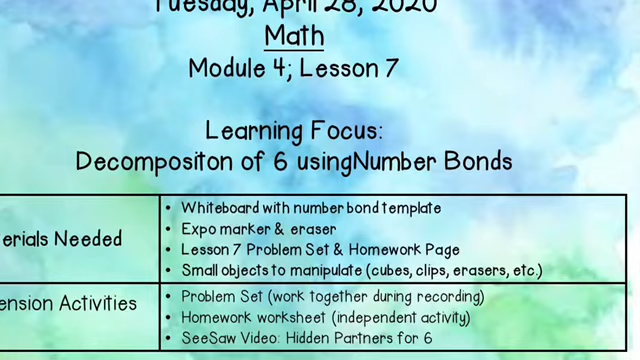 Tuesday, April 28, 2020
Math
Module 4; Lesson 7
Learning Focus:
Decompositon of 6 usingNumber Bonds
erials Needed
• Whiteboard with number bond template
• Expo marker & eraser
• Lesson 7 Problem Set & Homework Page
• Small objects to manipulate (cubes, clips, erasers, etc.)
ension Activities
• Problem Set (work together during recording)
• Homework worksheet (independent activity)
• SeeSaw Video: Hidden Partners for 6